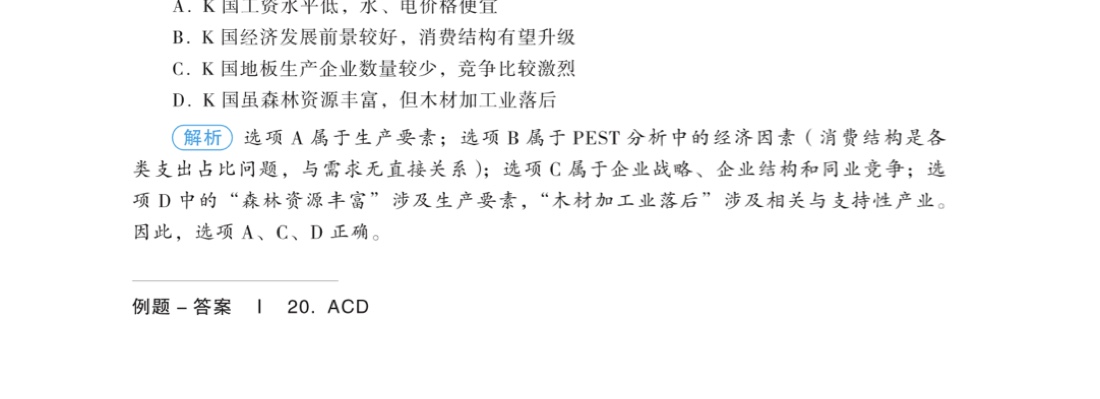 A. K 国工资水平低，水、电价格便宜
B. K 国经济发展前景较好，消费结构有望升级
C. K 国地板生产企业数量较少，竞争比较激烈
D. K 国虽森林资源丰富，但木材加工业落后
解析 选项 A 属于生产要素；选项 B 属于 PEST 分析中的经济因素（消费结构是各
类支出占比问题，与需求无直接关系）；选项 C 属于企业战略、企业结构和同业竞争；选
项 D 中的“森林资源丰富”涉及生产要素，“木材加工业落后”涉及相关与支持性产业。
因此，选项 A、C、D 正确。
例题 – 答案 | 20. ACD